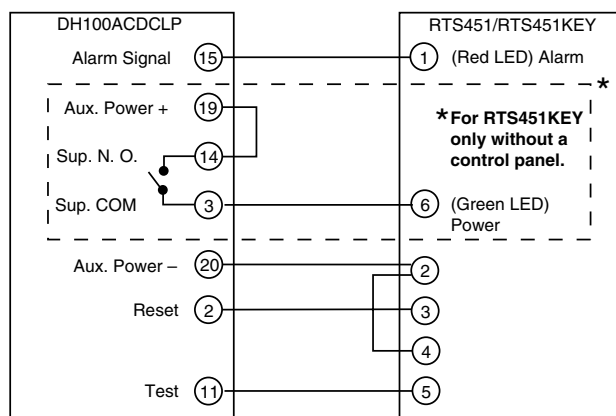 DH100ACDCLP
RTS451/RTS451KEY
Alarm Signal 15
1 (Red LED) Alarm
*
Aux. Power + 19
*For RTS451KEY
only without a
control panel.
Sup. N. O. 14
Sup. COM 3
6 (Green LED)
Power
Aux. Power – 20
2
Reset 2
3
4
Test 11
5